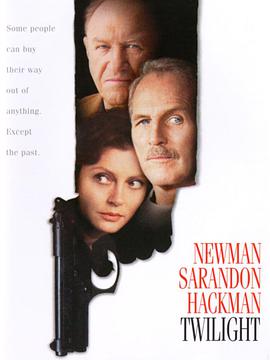 Some people
can buy
their way
out of
anything.
Except
the past.
NEWMAN
SARANDON
HACKMAN
TWILIGHT